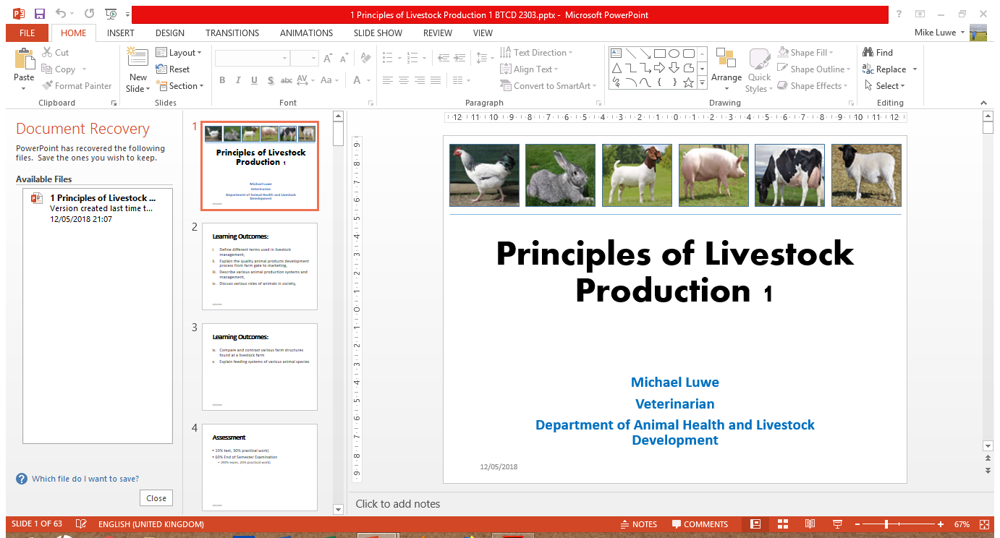 1 Principles of Livestock Production 1 BTCD 2303.pptx - Microsoft PowerPoint
FILE HOME INSERT DESIGN TRANSITIONS ANIMATIONS SLIDE SHOW REVIEW VIEW Mike Luwe
Paste
Cut
Copy
Format Painter
Clipboard
New
Slide
Layout
Reset
Section
Slides
B I U S abc AV Aa A
Font
Text Direction
Align Text
Convert to SmartArt
Paragraph
Arrange
Quick
Styles
Shape Fill
Shape Outline
Shape Effects
Drawing
Find
Replace
Select
Editing
Document Recovery
PowerPoint has recovered the following
files. Save the ones you wish to keep.
Available Files
1 Principles of Livestock ...
Version created last time t...
12/05/2018 21:07
Which file do I want to save?
Close
1
Principles of Livestock
Production 1
Michael Luwe
Veterinarian
Department of Animal Health and Livestock
Development
2
Learning Outcomes:
i. Define different terms used in livestock
management,
ii. Explain the quality animal products development
process from farm gate to marketing,
iii. Describe various animal production systems and
management,
iv. Discuss various roles of animals in society,
3
Learning Outcomes:
ix. Compare and contrast various farm structures
found at a livestock farm
x. Explain feeding systems of various animal species
4
Assessment
• 10% test, 30% practical work)
• 60% End of Semester Examination
• (40% exam, 20% practical work)
12 11 10 9 8 7 6 5 4 3 2 1 0 1 2 3 4 5 6 7 8 9 10 11 12
9 8 7 6 5 4 3 2 1 0 1 2 3 4 5 6 7 8 9
Principles of Livestock
Production 1
Michael Luwe
Veterinarian
Department of Animal Health and Livestock
Development
12/05/2018
Click to add notes
SLIDE 1 OF 63 ENGLISH (UNITED KINGDOM) NOTES COMMENTS 67%